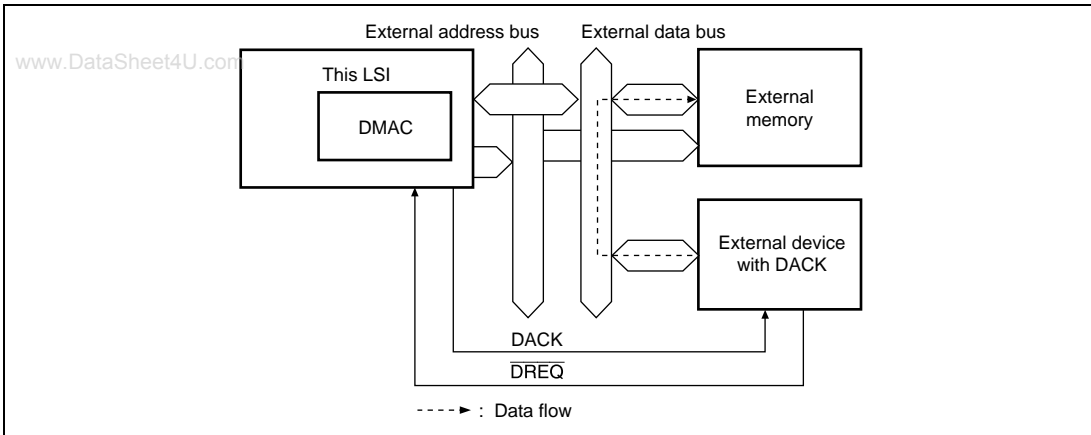 External address bus
External data bus
www.DataSheet4U.com
This LSI
DMAC
External
memory
External device
with DACK
DACK
D̅R̅E̅Q̅
: Data flow